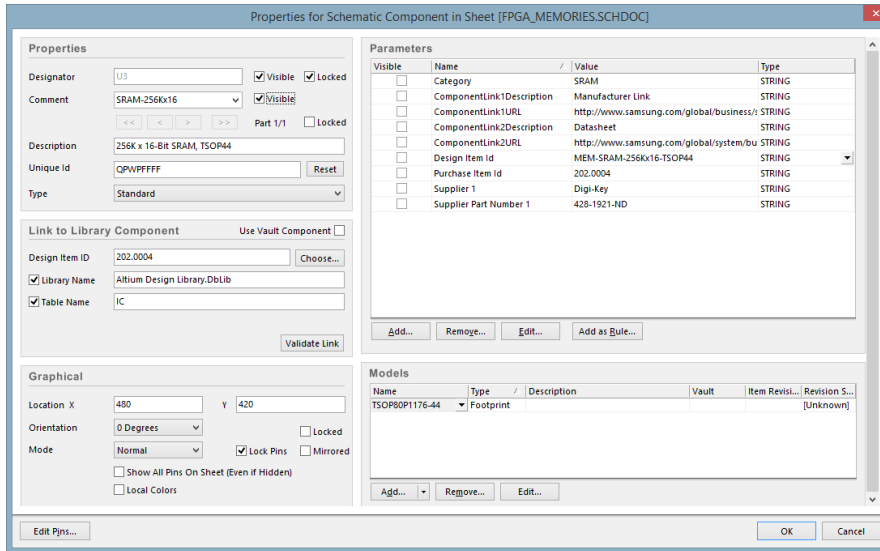 Properties for Schematic Component in Sheet [FPGA_MEMORIES.SCHDOC]
x
Properties
Designator U3 Visible Locked
Comment SRAM-256Kx16 Visible
<< < > >> Part 1/1 Locked
Description 256K x 16-Bit SRAM, TSOP44
Unique Id QPWPFFFF Reset
Type Standard
Link to Library Component Use Vault Component
Design Item ID 202.0004 Choose...
Library Name Altium Design Library.DbLib
Table Name IC
Validate Link
Graphical
Location X 480 Y 420
Orientation 0 Degrees Locked
Mode Normal Lock Pins Mirrored
Show All Pins On Sheet (Even if Hidden)
Local Colors
Parameters
Visible Name / Value Type
Category SRAM STRING
ComponentLink1Description Manufacturer Link STRING
ComponentLink1URL http://www.samsung.com/global/business/s STRING
ComponentLink2Description Datasheet STRING
ComponentLink2URL http://www.samsung.com/global/system/bu STRING
Design Item Id MEM-SRAM-256Kx16-TSOP44 STRING
Purchase Item Id 202.0004 STRING
Supplier 1 Digi-Key STRING
Supplier Part Number 1 428-1921-ND STRING
Add... Remove... Edit... Add as Rule...
Models
Name Type / Description Vault Item Revisi... Revision S...
TSOP80P1176-44 Footprint [Unknown]
Add... Remove... Edit...
Edit Pins... OK Cancel